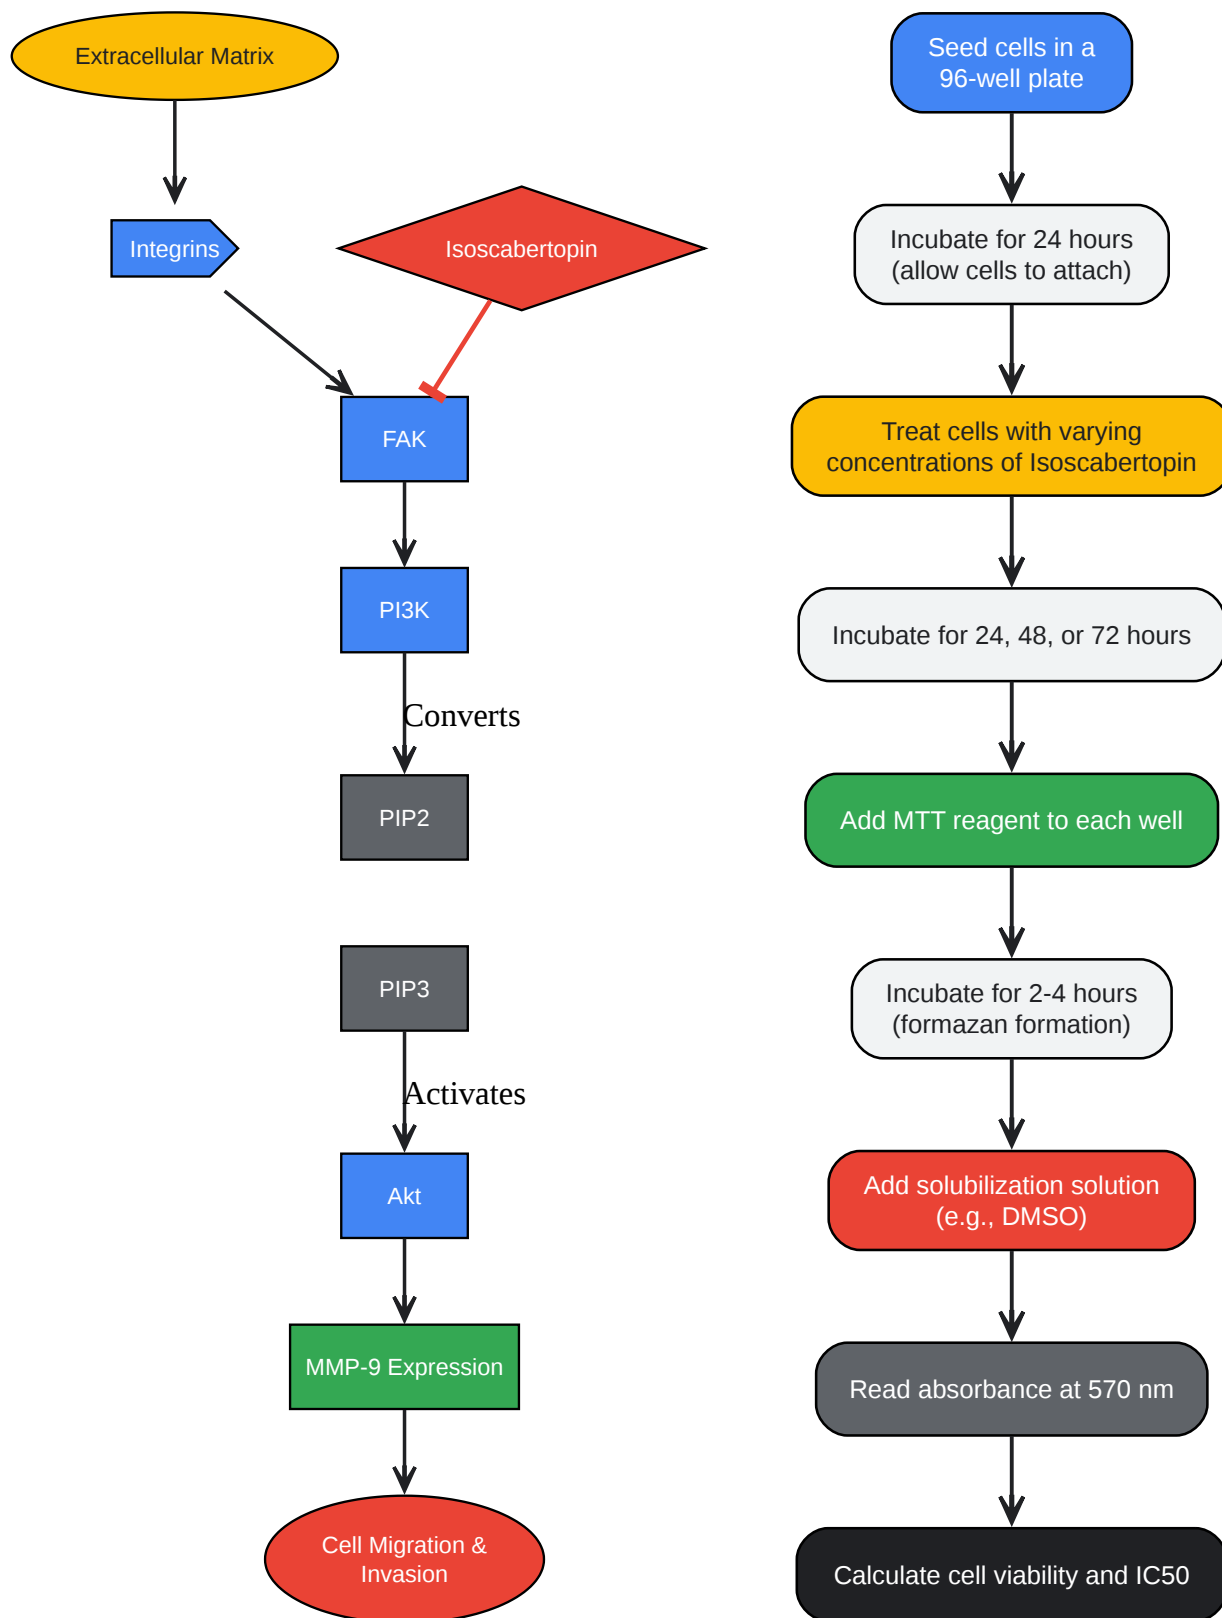 Extracellular Matrix
Integrins
Isoscabertopin
FAK
PI3K
Converts
PIP2
PIP3
Activates
Akt
MMP-9 Expression
Cell Migration &
Invasion
Seed cells in a
96-well plate
Incubate for 24 hours
(allow cells to attach)
Treat cells with varying
concentrations of Isoscabertopin
Incubate for 24, 48, or 72 hours
Add MTT reagent to each well
Incubate for 2-4 hours
(formazan formation)
Add solubilization solution
(e.g., DMSO)
Read absorbance at 570 nm
Calculate cell viability and IC50